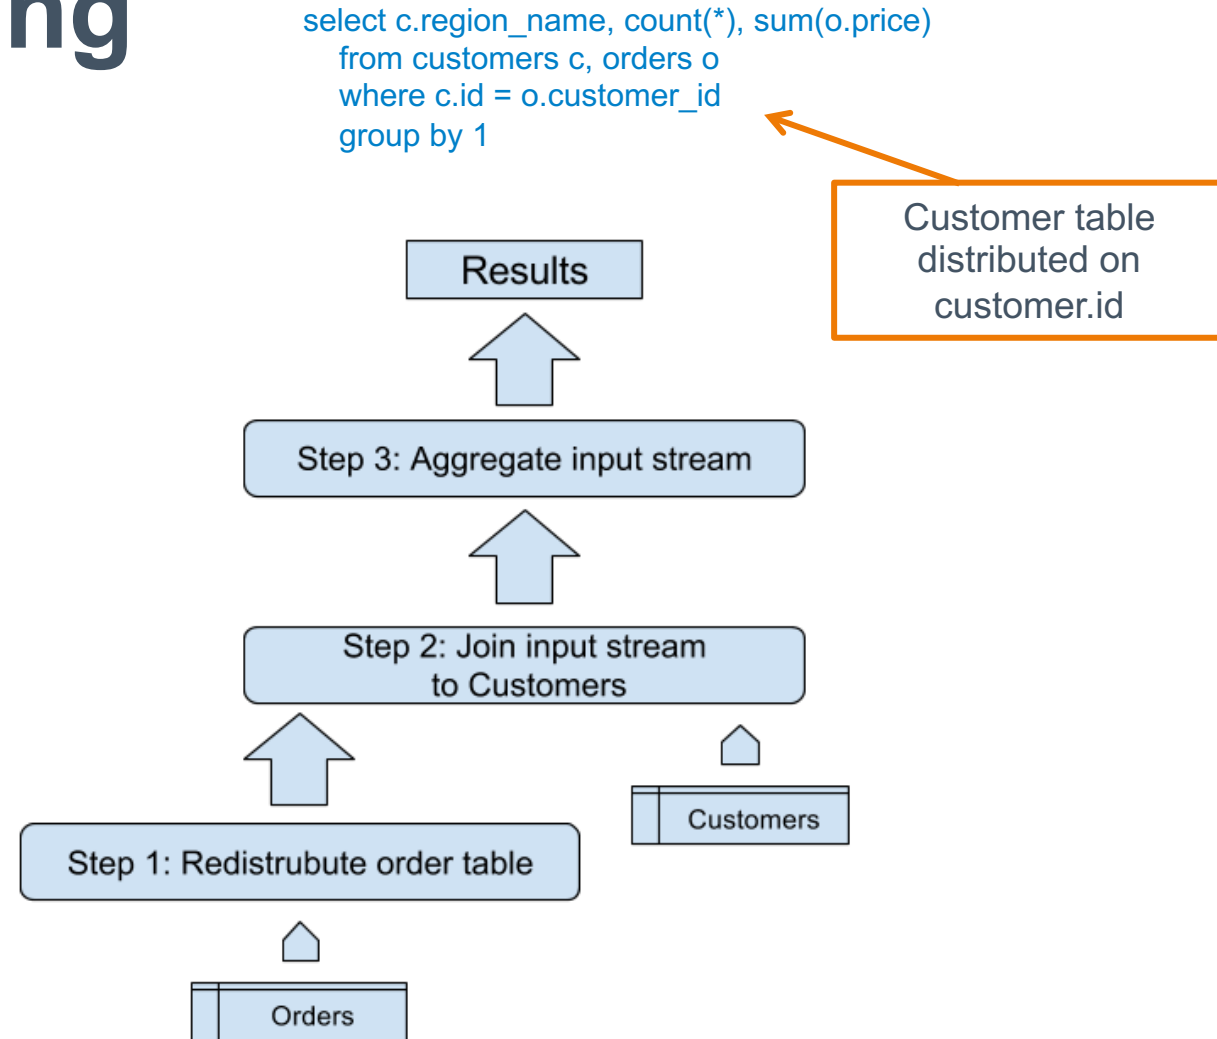 ng
select c.region_name, count(*), sum(o.price)
from customers c, orders o
where c.id = o.customer_id
group by 1
Customer table
distributed on
customer.id
Results
Step 3: Aggregate input stream
Step 2: Join input stream
to Customers
Customers
Step 1: Redistrubute order table
Orders